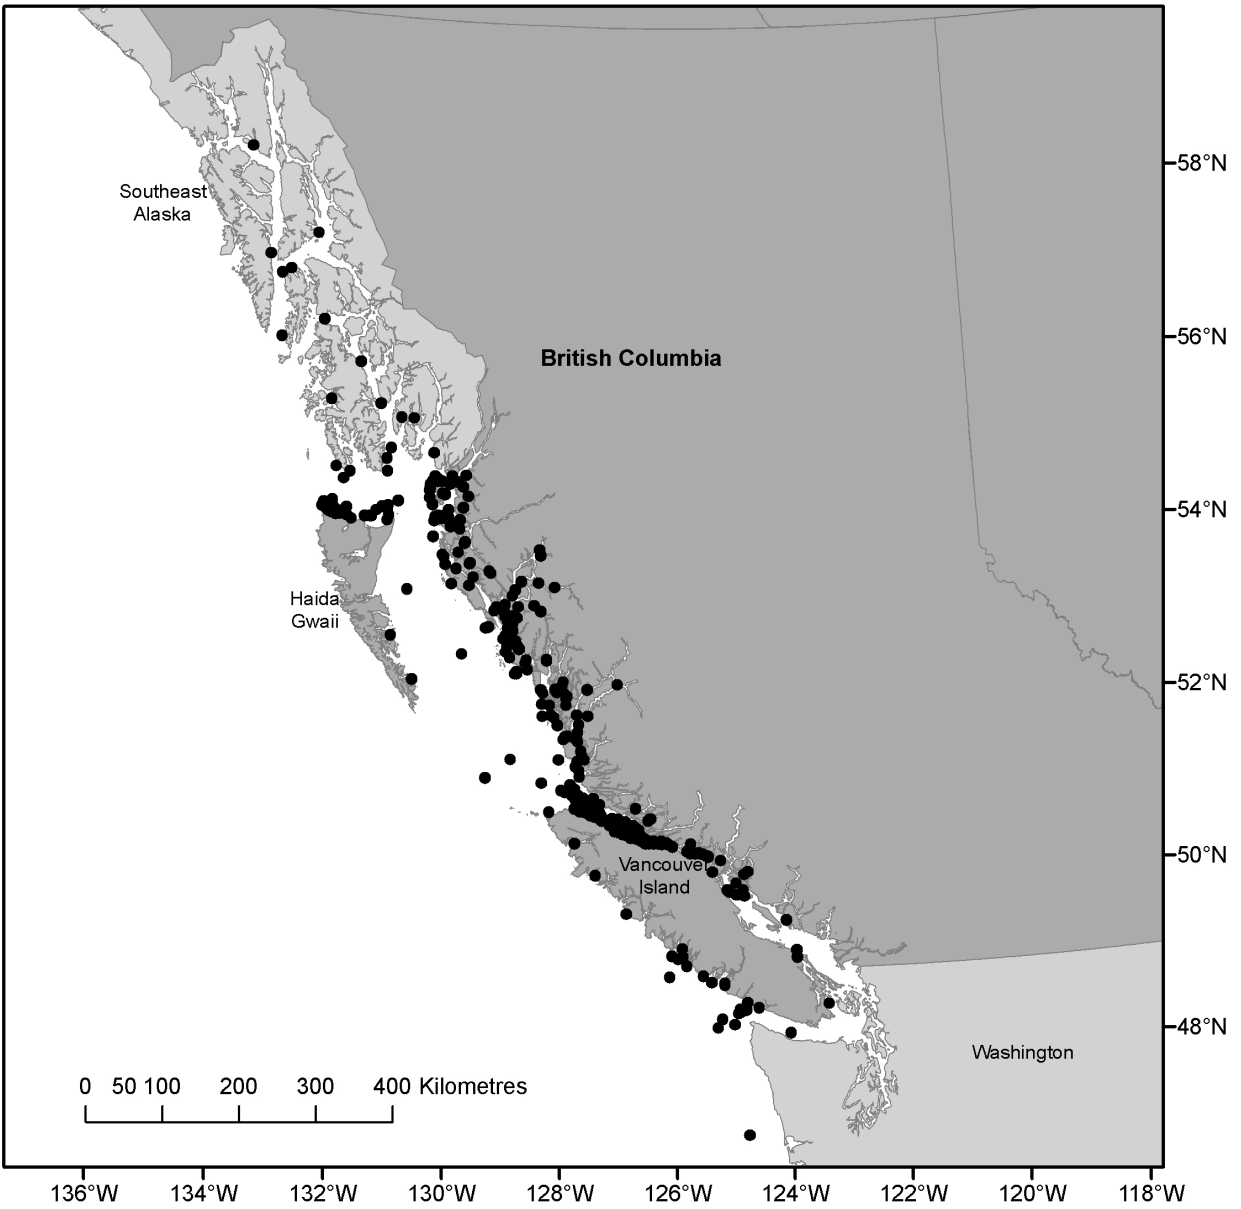 58°N
Southeast
Alaska
56°N
British Columbia
54°N
Haida
Gwaii
52°N
50°N
Vancouver
Island
48°N
Washington
0 50 100 200 300 400 Kilometres
136°W 134°W 132°W 130°W 128°W 126°W 124°W 122°W 120°W 118°W